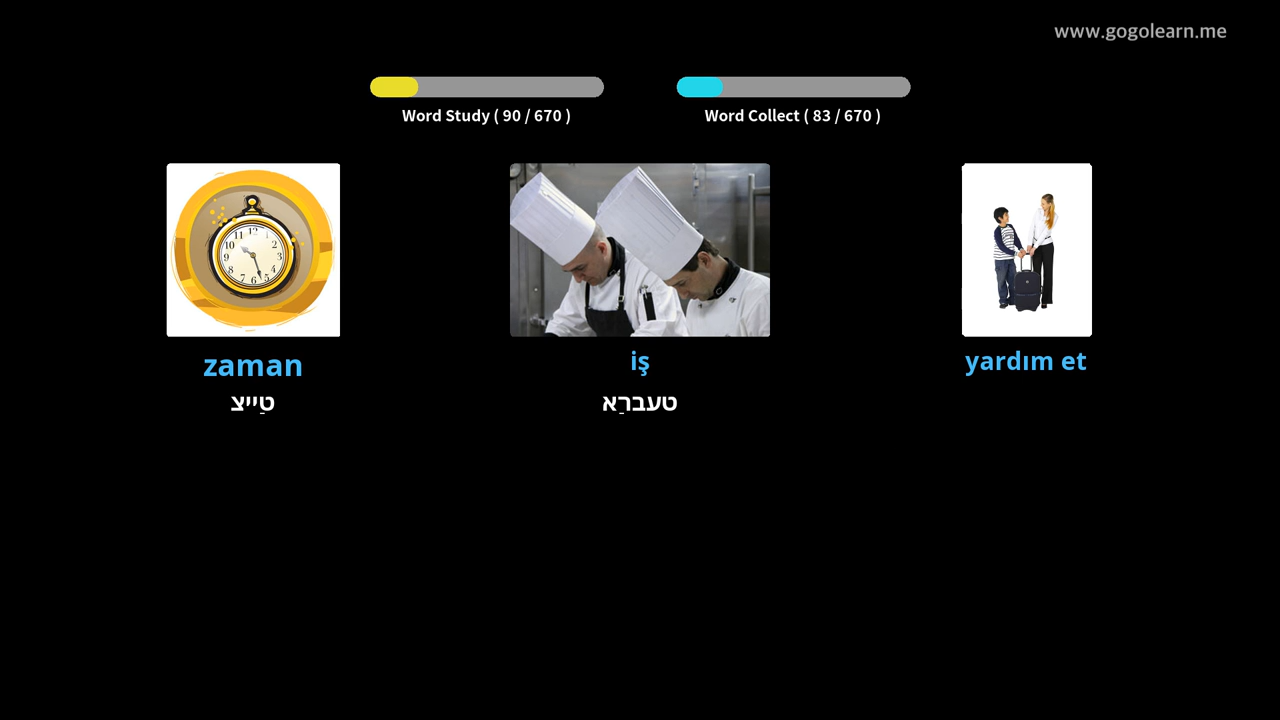 www.gogolearn.me
Word Study ( 90 / 670 )
Word Collect ( 83 / 670 )
zaman
iş
yardım et
טַייצ
טעברַא